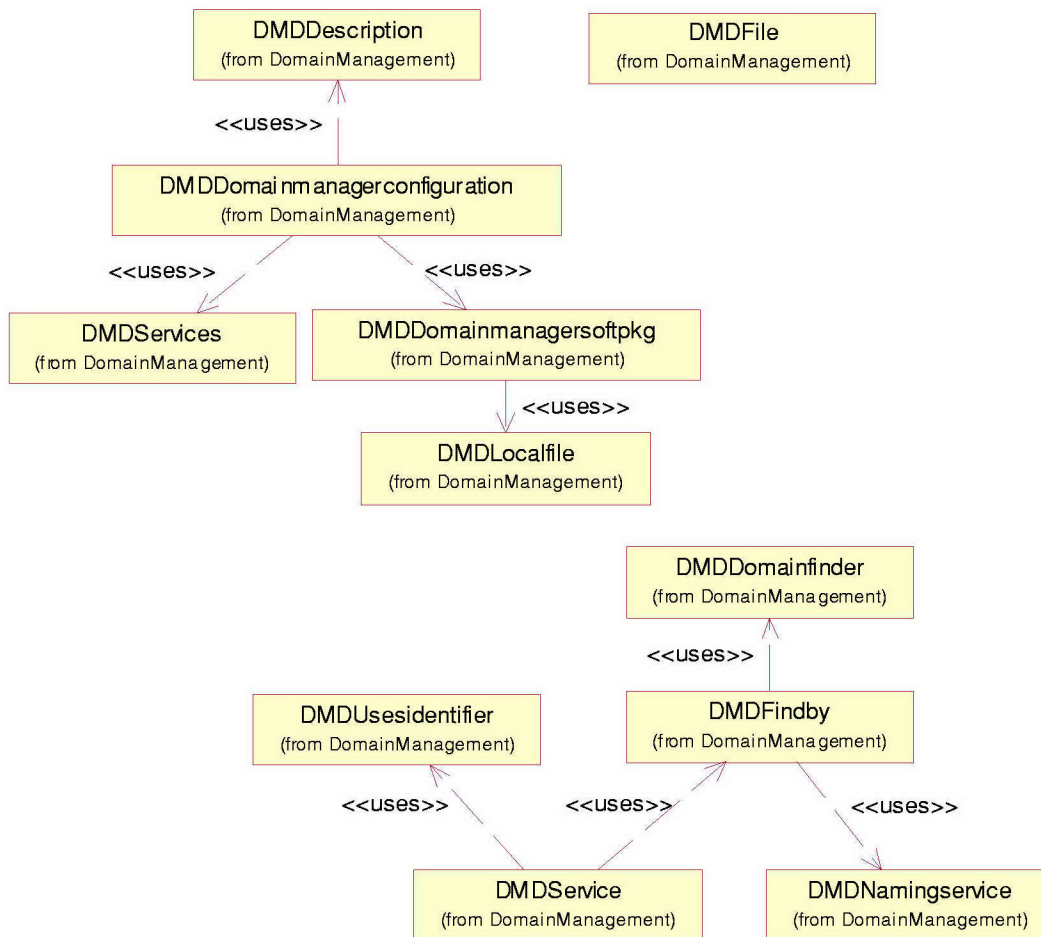 DMDDescription
(from DomainManagement)
DMDFile
(from DomainManagement)
<<uses>>
DMDDomainmanagerconfiguration
(from DomainManagement)
<<uses>>
<<uses>>
DMDServices
(from DomainManagement)
DMDDomainmanagersoftpkg
(from DomainManagement)
<<uses>>
DMDLocalfile
(from DomainManagement)
DMDDomainfinder
(from DomainManagement)
<<uses>>
DMDUsesidentifier
(from DomainManagement)
DMDFindby
(from DomainManagement)
<<uses>>
<<uses>>
<<uses>>
DMDService
(from DomainManagement)
DMDNamingservice
(from DomainManagement)